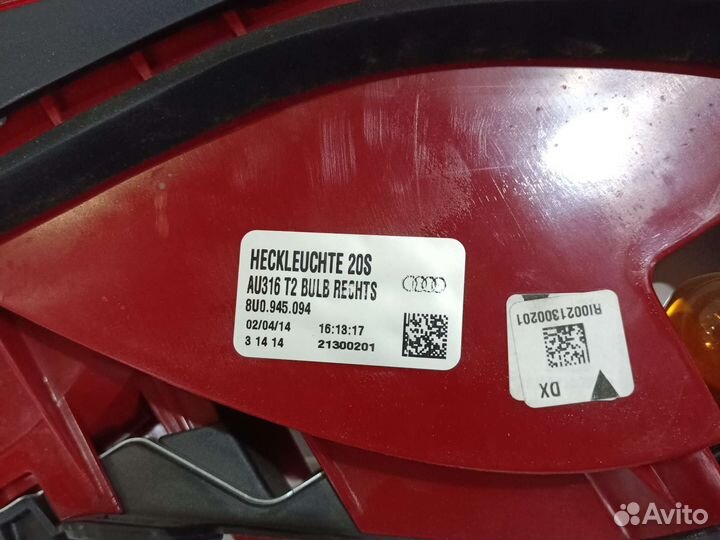 HECKLEUCHTE 20S
AU316 T2 BULB RECHTS
8U0.945.094
02/04/14 16:13:17
3 14 14 21300201
DX
RI0021300201
Avito